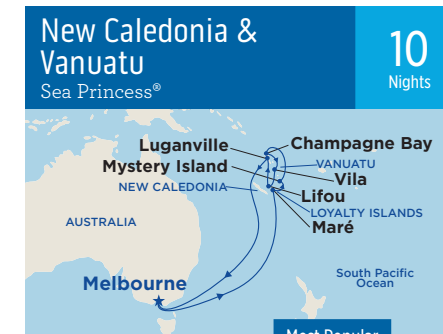 New Caledonia &
Vanuatu
Sea Princess®
10
Nights
Luganville
Champagne Bay
Mystery Island
VANUATU
Vila
NEW CALEDONIA
Lifou
LOYALTY ISLANDS
Maré
AUSTRALIA
Melbourne
South Pacific
Ocean
Most Popular